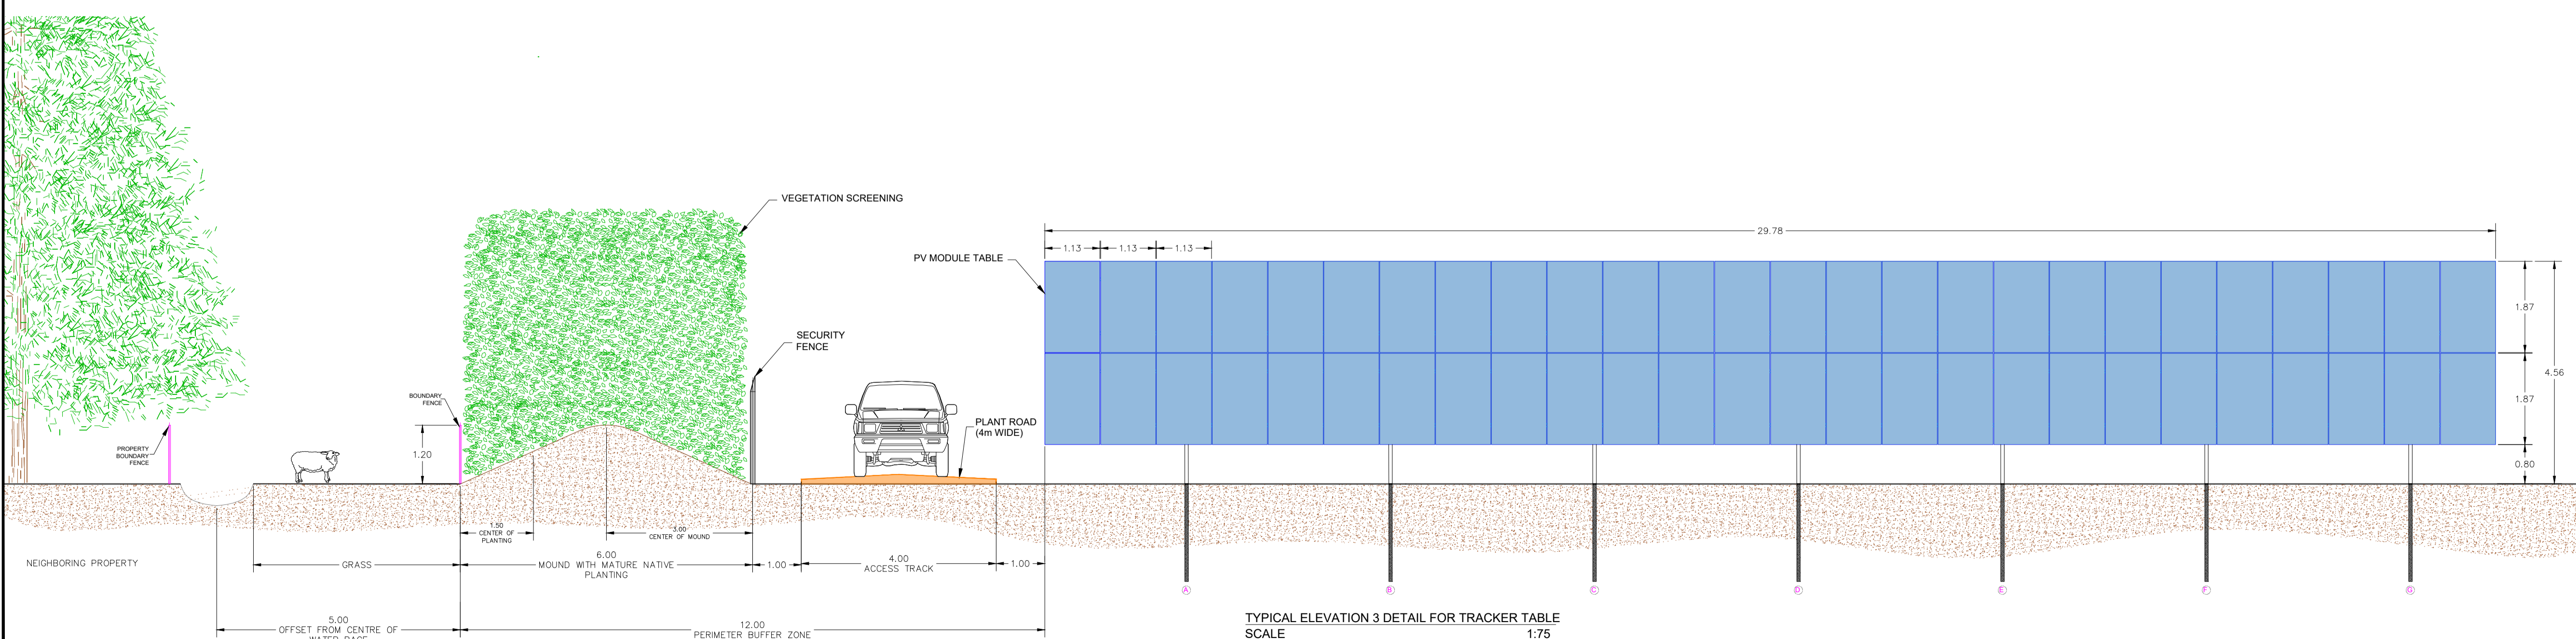 VEGETATION SCREENING
29.78
1.13
1.13
1.13
PV MODULE TABLE
1.87
SECURITY
FENCE
4.56
BOUNDARY
FENCE
1.87
PLANT ROAD
(4m WIDE)
1.20
PROPERTY
BOUNDARY
FENCE
0.80
1.50
CENTER OF
PLANTING
3.00
CENTER OF MOUND
NEIGHBORING PROPERTY
GRASS
6.00
MOUND WITH MATURE NATIVE
PLANTING
1.00
4.00
ACCESS TRACK
1.00
A
B
C
D
E
F
G
5.00
OFFSET FROM CENTRE OF
WATER RACE
12.00
PERIMETER BUFFER ZONE
TYPICAL ELEVATION 3 DETAIL FOR TRACKER TABLE
SCALE 1:75